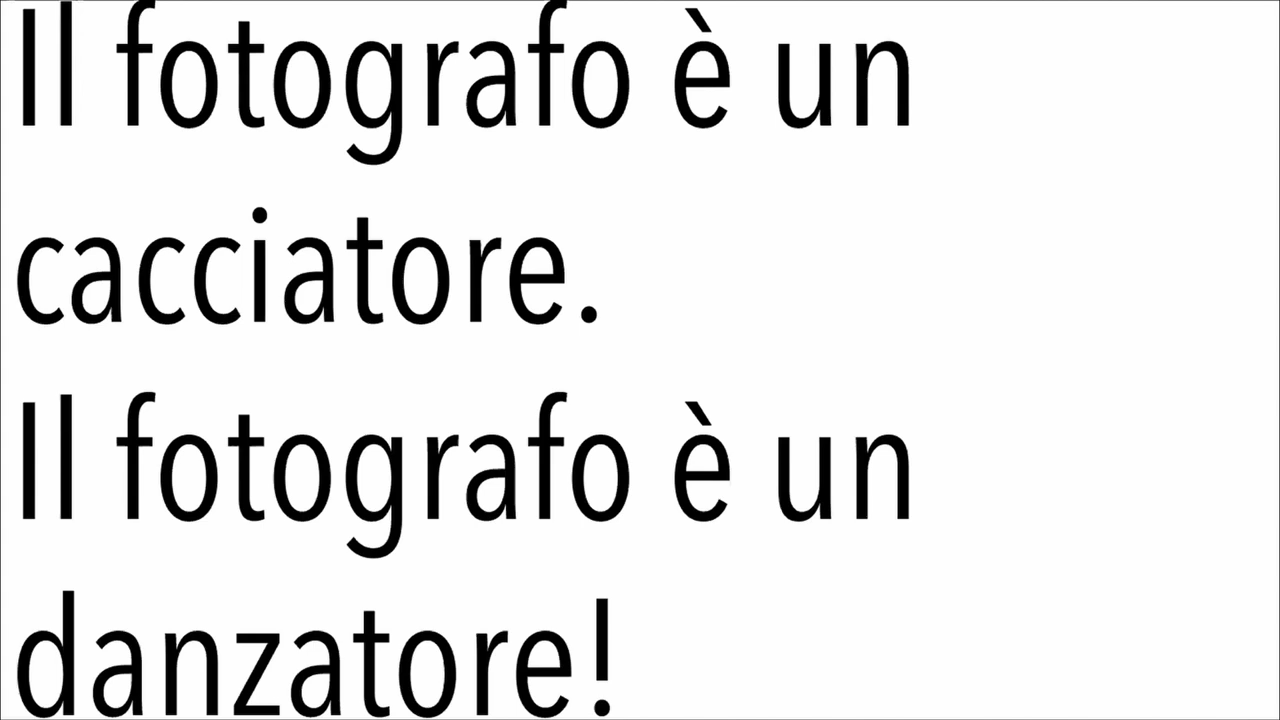 Il fotografo è un
cacciatore.
Il fotografo è un
danzatore!